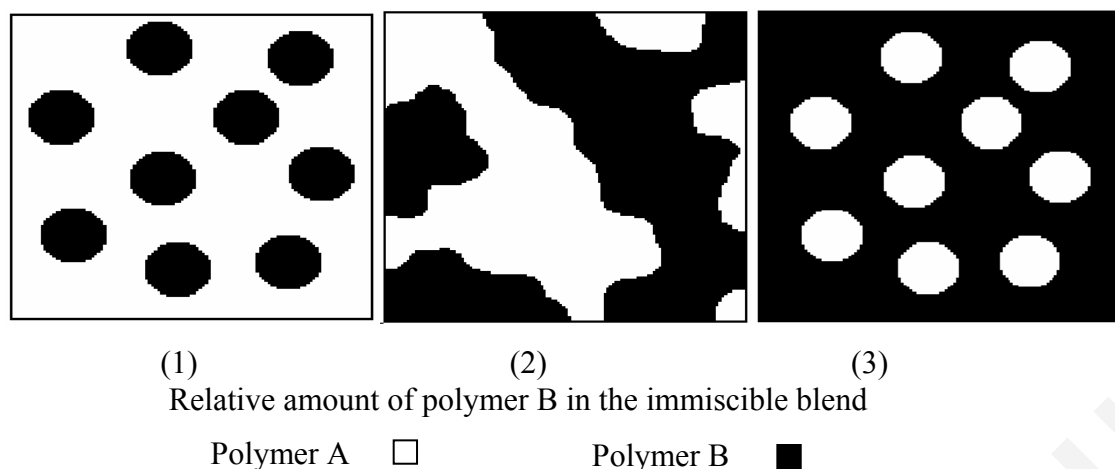 (1) (2) (3)
Relative amount of polymer B in the immiscible blend
Polymer A Polymer B